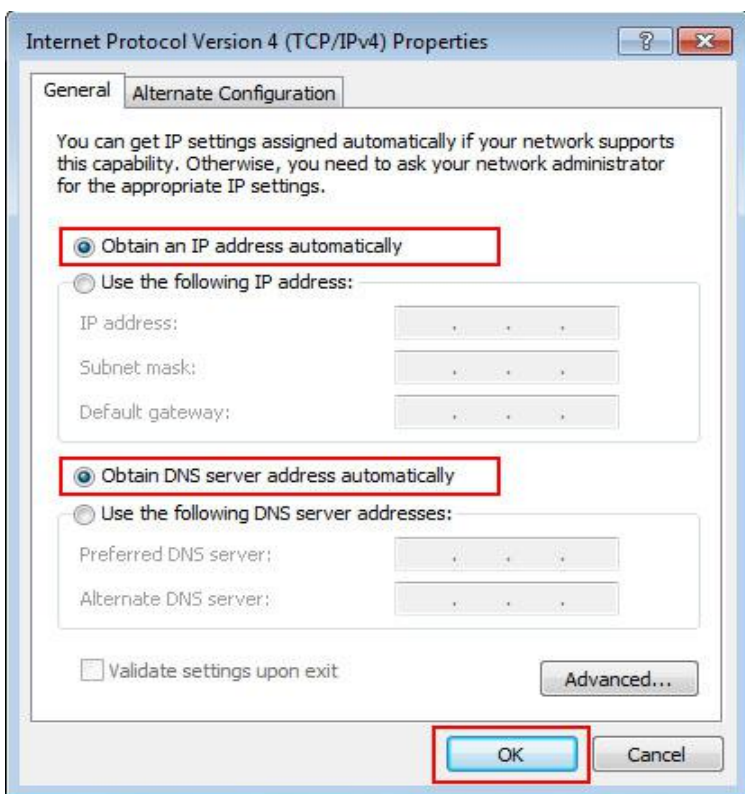 Internet Protocol Version 4 (TCP/IPv4) Properties
General
Alternate Configuration
You can get IP settings assigned automatically if your network supports
this capability. Otherwise, you need to ask your network administrator
for the appropriate IP settings.
Obtain an IP address automatically
Use the following IP address:
IP address:
Subnet mask:
Default gateway:
Obtain DNS server address automatically
Use the following DNS server addresses:
Preferred DNS server:
Alternate DNS server:
Validate settings upon exit
Advanced...
OK
Cancel